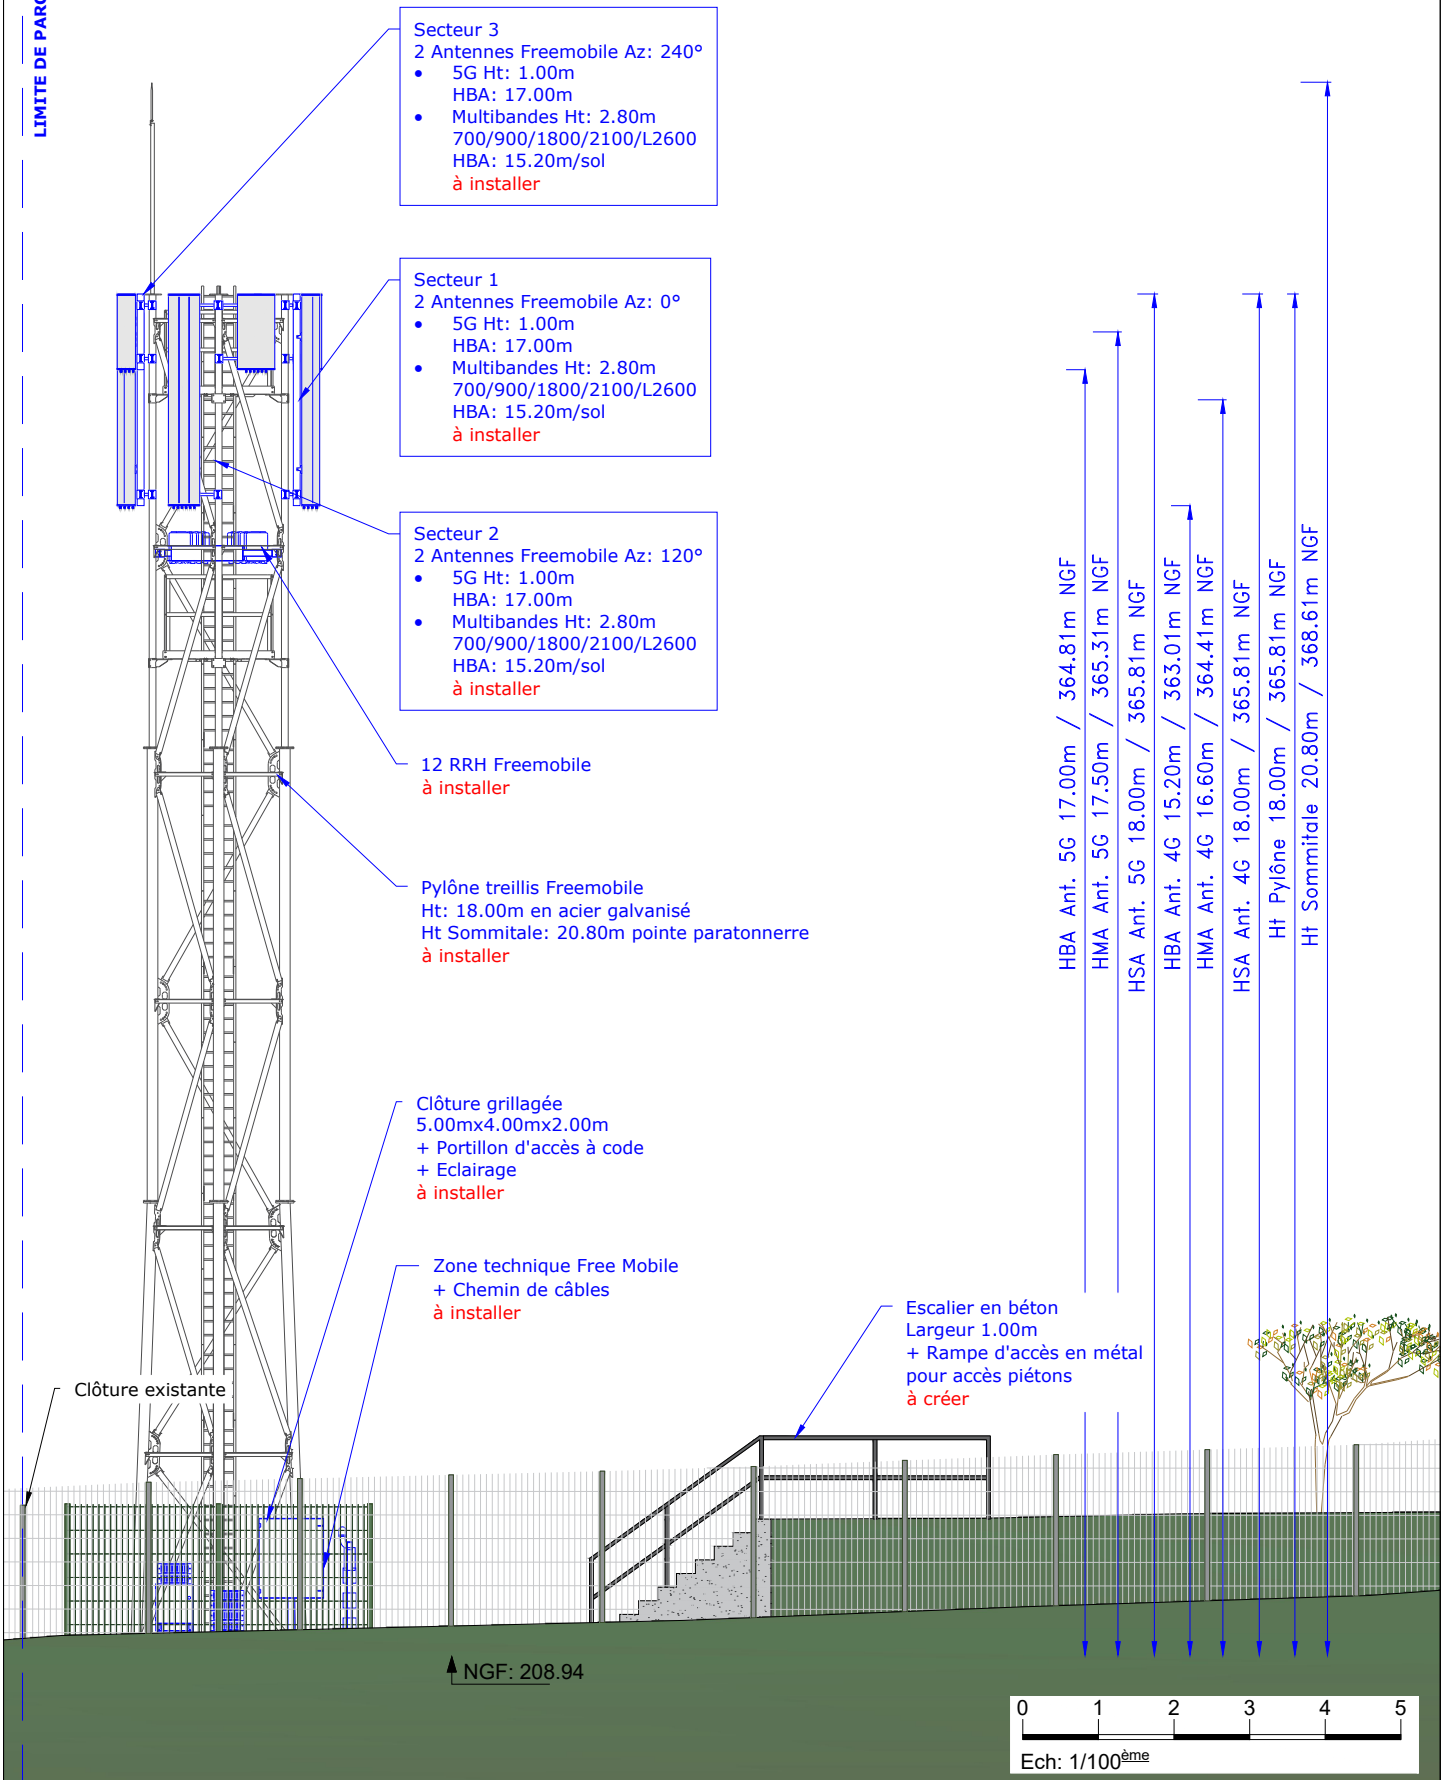 LIMITE DE PARC
Secteur 3
2 Antennes Freemobile Az: 240°
• 5G Ht: 1.00m
HBA: 17.00m
• Multibandes Ht: 2.80m
700/900/1800/2100/L2600
HBA: 15.20m/sol
à installer
Secteur 1
2 Antennes Freemobile Az: 0°
• 5G Ht: 1.00m
HBA: 17.00m
• Multibandes Ht: 2.80m
700/900/1800/2100/L2600
HBA: 15.20m/sol
à installer
Secteur 2
2 Antennes Freemobile Az: 120°
• 5G Ht: 1.00m
HBA: 17.00m
• Multibandes Ht: 2.80m
700/900/1800/2100/L2600
HBA: 15.20m/sol
à installer
12 RRH Freemobile
à installer
Pylône treillis Freemobile
Ht: 18.00m en acier galvanisé
Ht Sommitale: 20.80m pointe paratonnerre
à installer
HBA Ant. 5G 17.00m / 364.81m NGF
HMA Ant. 5G 17.50m / 365.31m NGF
HSA Ant. 5G 18.00m / 365.81m NGF
HBA Ant. 4G 15.20m / 363.01m NGF
HMA Ant. 4G 16.60m / 364.41m NGF
HSA Ant. 4G 18.00m / 365.81m NGF
Ht Pylône 18.00m / 365.81m NGF
Ht Sommitale 20.80m / 368.61m NGF
Clôture grillagée
5.00mx4.00mx2.00m
+ Portillon d'accès à code
+ Eclairage
à installer
Zone technique Free Mobile
+ Chemin de câbles
à installer
Escalier en béton
Largeur 1.00m
+ Rampe d'accès en métal
pour accès piétons
à créer
Clôture existante
NGF: 208.94
0 1 2 3 4 5
Ech: 1/100ème